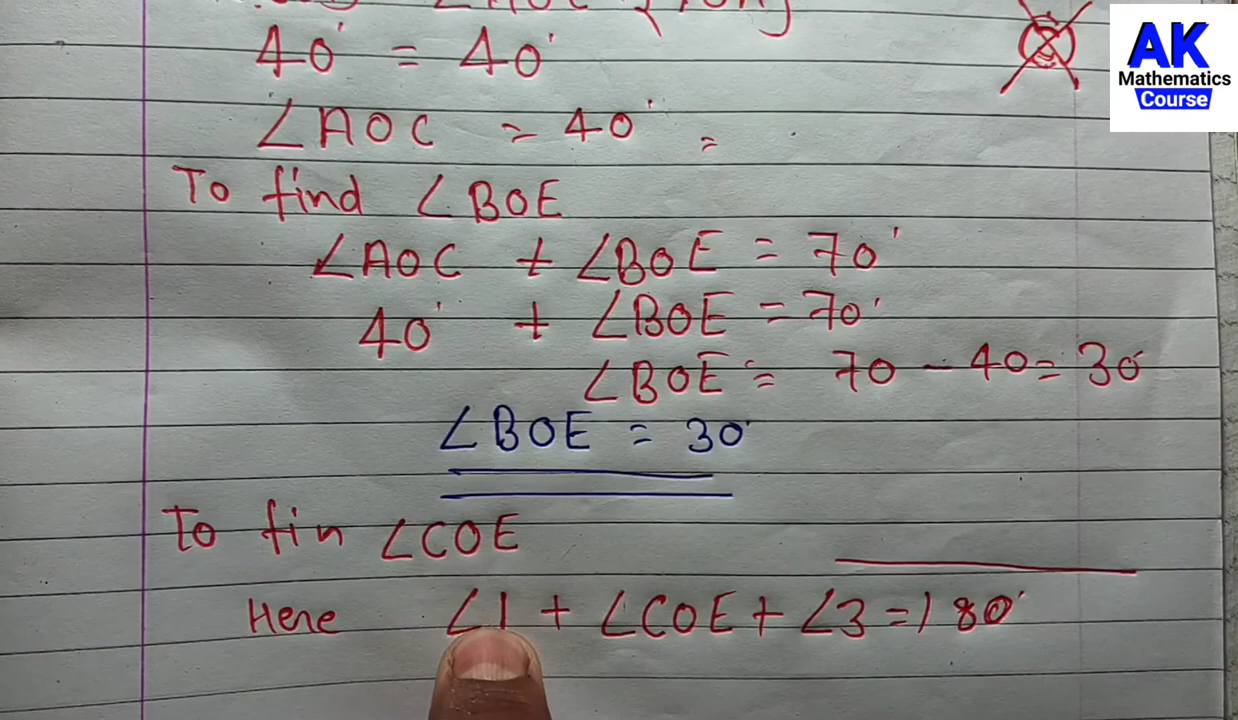 40° = 40°
∠AOC = 40° =
To find ∠BOE
∠AOC + ∠BOE = 70°
40° + ∠BOE = 70°
∠BOE = 70 - 40 = 30
∠BOE = 30°
To fin ∠COE
Here ∠1 + ∠COE + ∠3 = 180°
AK
Mathematics
Course